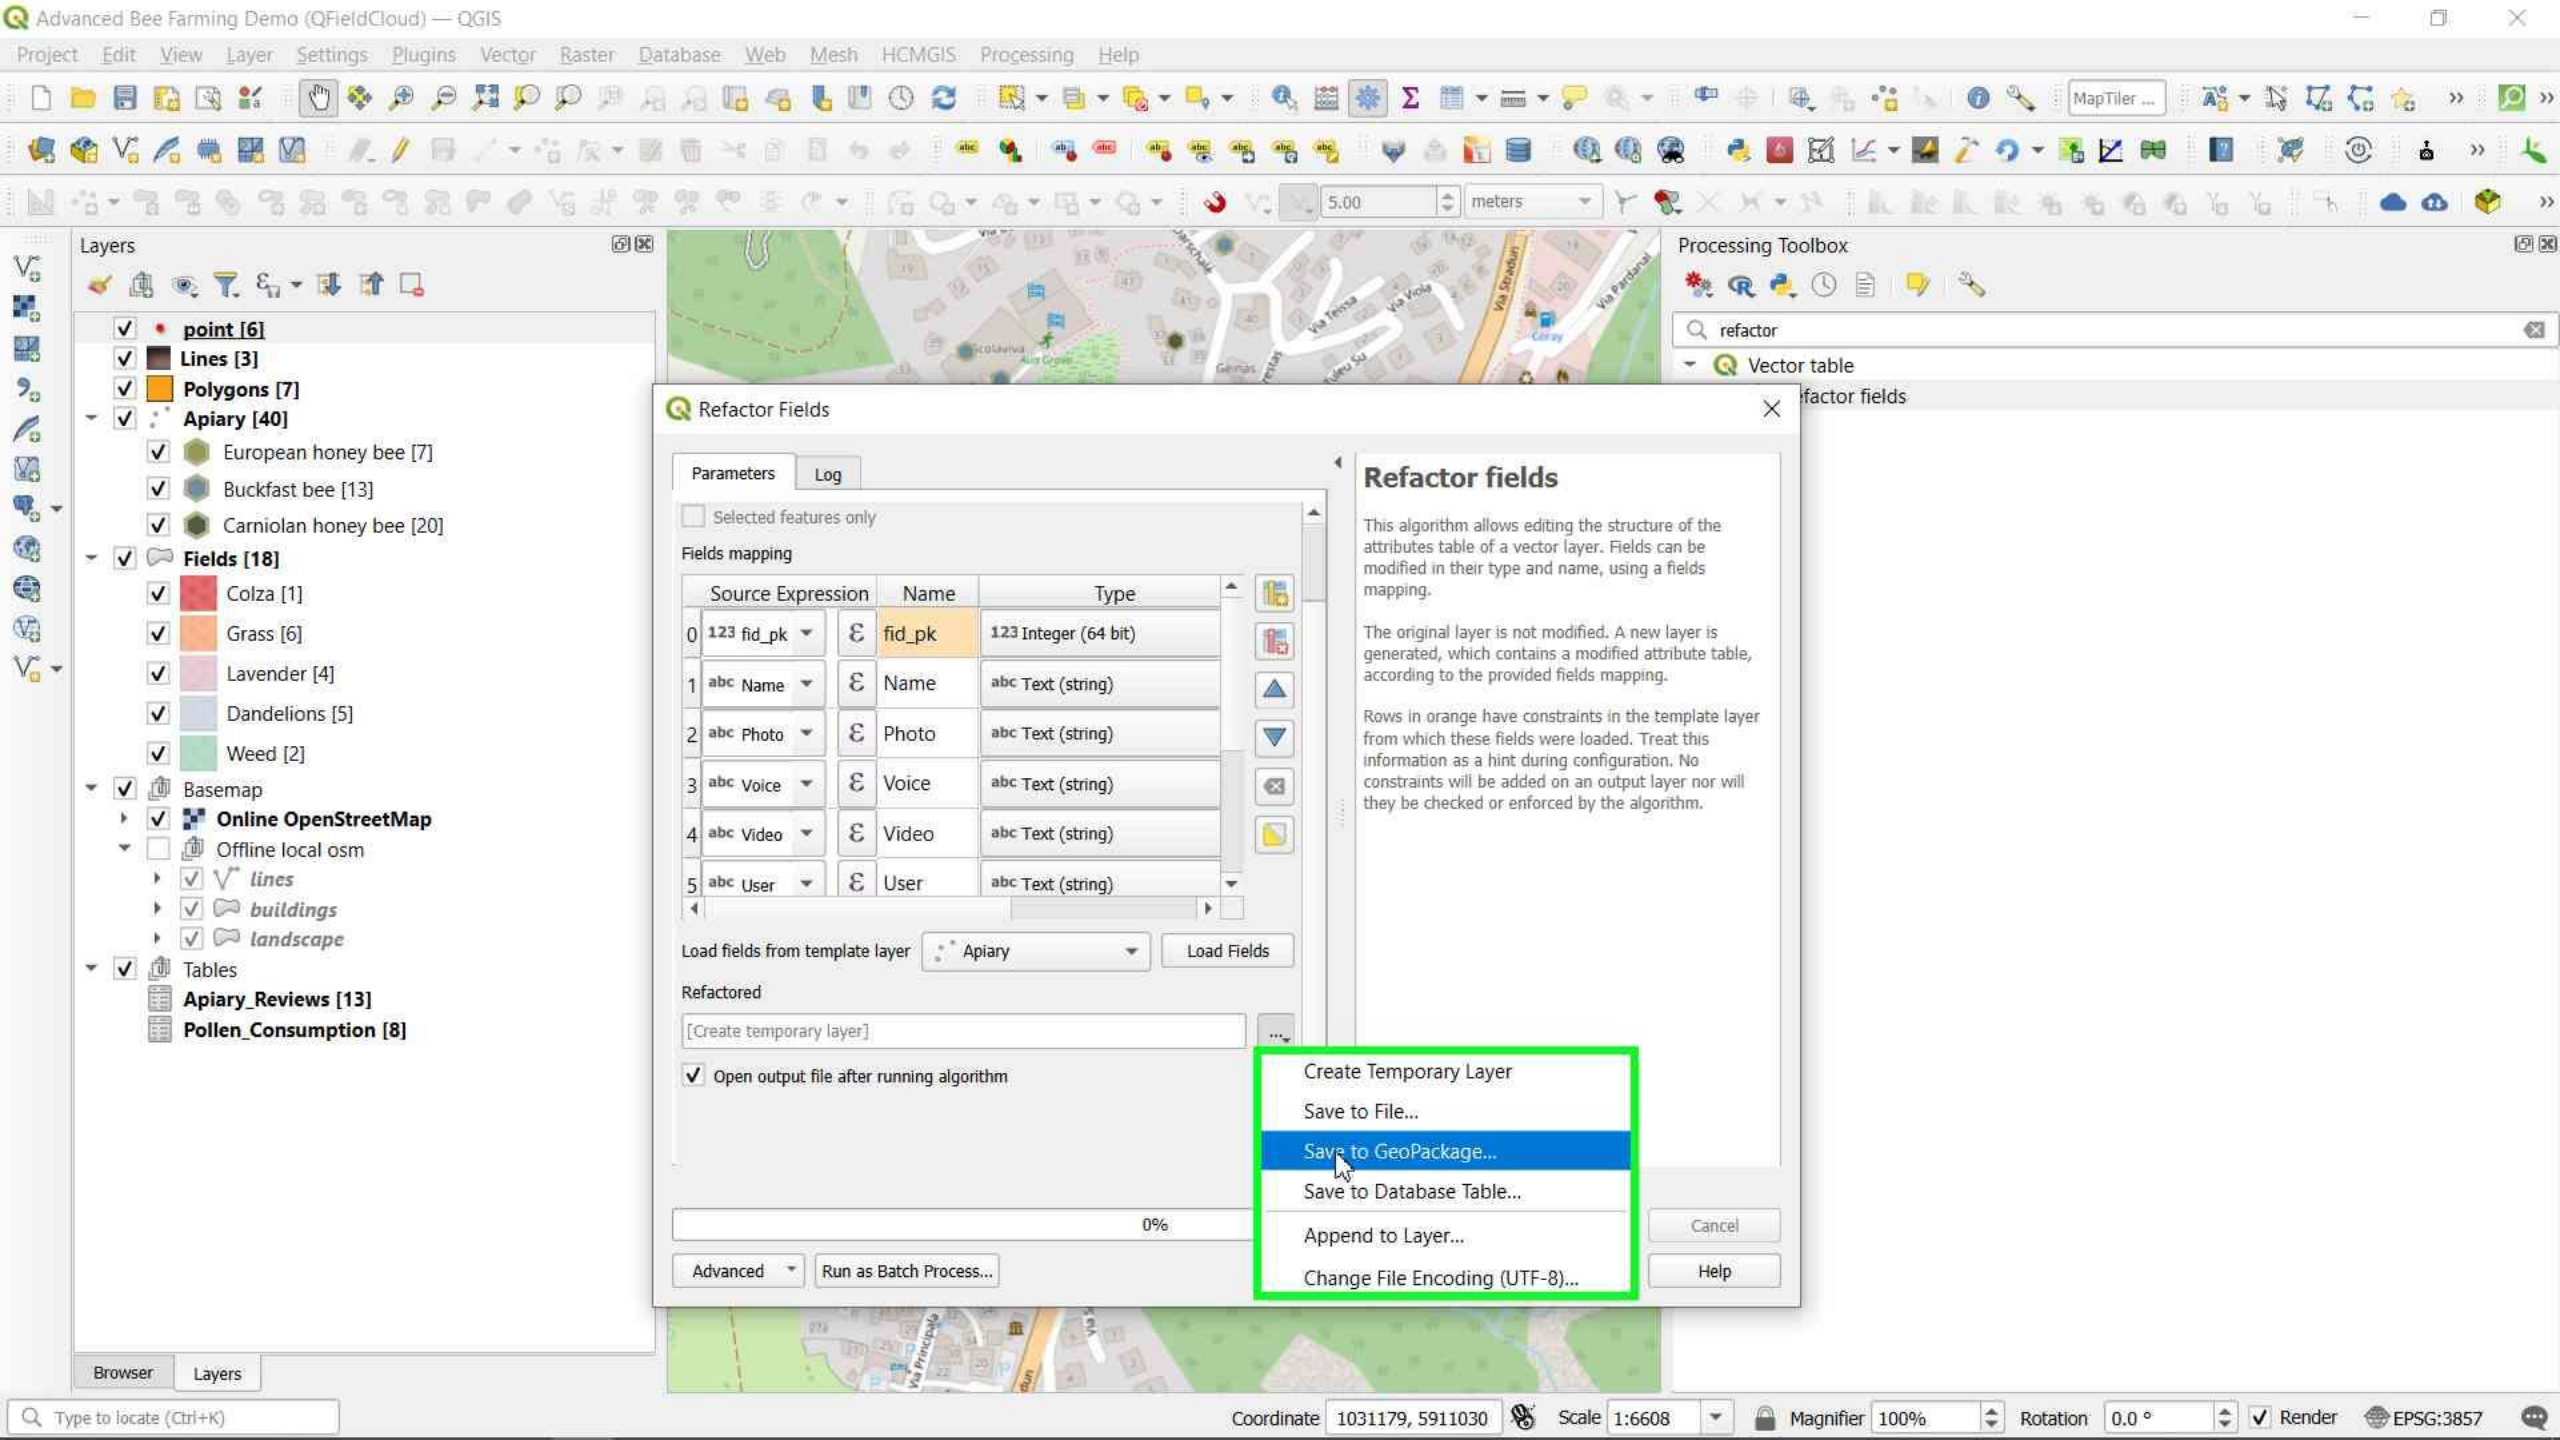 Advanced Bee Farming Demo (QFieldCloud) — QGIS
Project Edit View Layer Settings Plugins Vector Raster Database Web Mesh HCMGIS Processing Help
MapTiler ...
5.00 meters
Layers
point [6]
Lines [3]
Polygons [7]
Apiary [40]
European honey bee [7]
Buckfast bee [13]
Carniolan honey bee [20]
Fields [18]
Colza [1]
Grass [6]
Lavender [4]
Dandelions [5]
Weed [2]
Basemap
Online OpenStreetMap
Offline local osm
lines
buildings
landscape
Tables
Apiary_Reviews [13]
Pollen_Consumption [8]
Browser Layers
Via Teissa
Via Viola
Via Stradun
Via Pardanal
Scolaviva
Gurlas
Via Principala
Processing Toolbox
refactor
Vector table
efactor fields
Refactor Fields
Parameters Log
Selected features only
Fields mapping
Source Expression Name Type
0 123 fid_pk ε fid_pk 123 Integer (64 bit)
1 abc Name ε Name abc Text (string)
2 abc Photo ε Photo abc Text (string)
3 abc Voice ε Voice abc Text (string)
4 abc Video ε Video abc Text (string)
5 abc User ε User abc Text (string)
Load fields from template layer Apiary Load Fields
Refactored
[Create temporary layer] ...
Open output file after running algorithm
0%
Advanced Run as Batch Process...
Refactor fields
This algorithm allows editing the structure of the
attributes table of a vector layer. Fields can be
modified in their type and name, using a fields
mapping.
The original layer is not modified. A new layer is
generated, which contains a modified attribute table,
according to the provided fields mapping.
Rows in orange have constraints in the template layer
from which these fields were loaded. Treat this
information as a hint during configuration. No
constraints will be added on an output layer nor will
they be checked or enforced by the algorithm.
Create Temporary Layer
Save to File...
Save to GeoPackage...
Save to Database Table...
Append to Layer...
Change File Encoding (UTF-8)...
Cancel
Help
Type to locate (Ctrl+K)
Coordinate 1031179, 5911030 Scale 1:6608 Magnifier 100% Rotation 0.0 ° Render EPSG:3857